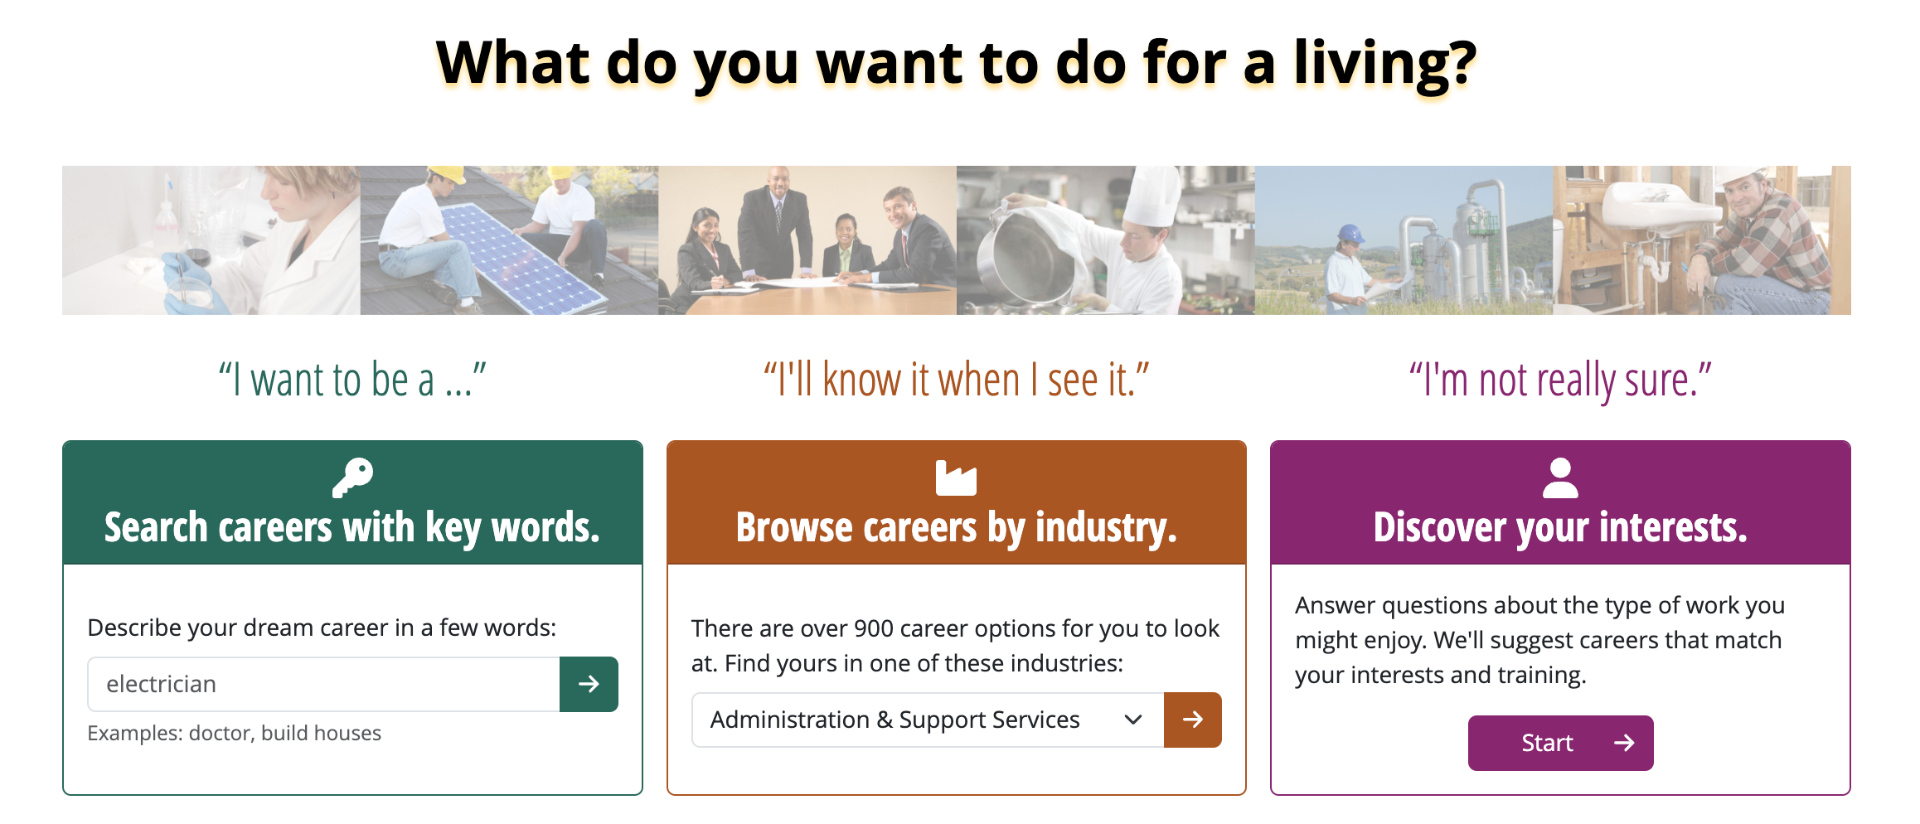 What do you want to do for a living?
“I want to be a ...”
Search careers with key words.
Describe your dream career in a few words:
electrician
Examples: doctor, build houses
“I'll know it when I see it.”
Browse careers by industry.
There are over 900 career options for you to look
at. Find yours in one of these industries:
Administration & Support Services
“I'm not really sure.”
Discover your interests.
Answer questions about the type of work you
might enjoy. We'll suggest careers that match
your interests and training.
Start